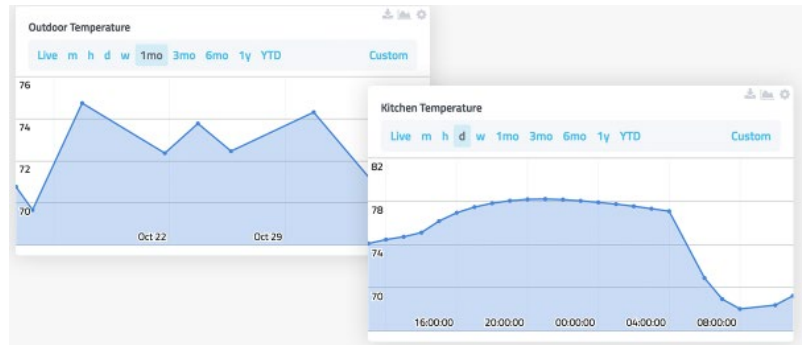 Outdoor Temperature
Live m h d w 1mo 3mo 6mo 1y YTD Custom
76
74
72
70
Oct 22 Oct 29
Kitchen Temperature
Live m h d w 1mo 3mo 6mo 1y YTD Custom
82
78
74
70
16:00:00 20:00:00 00:00:00 04:00:00 08:00:00